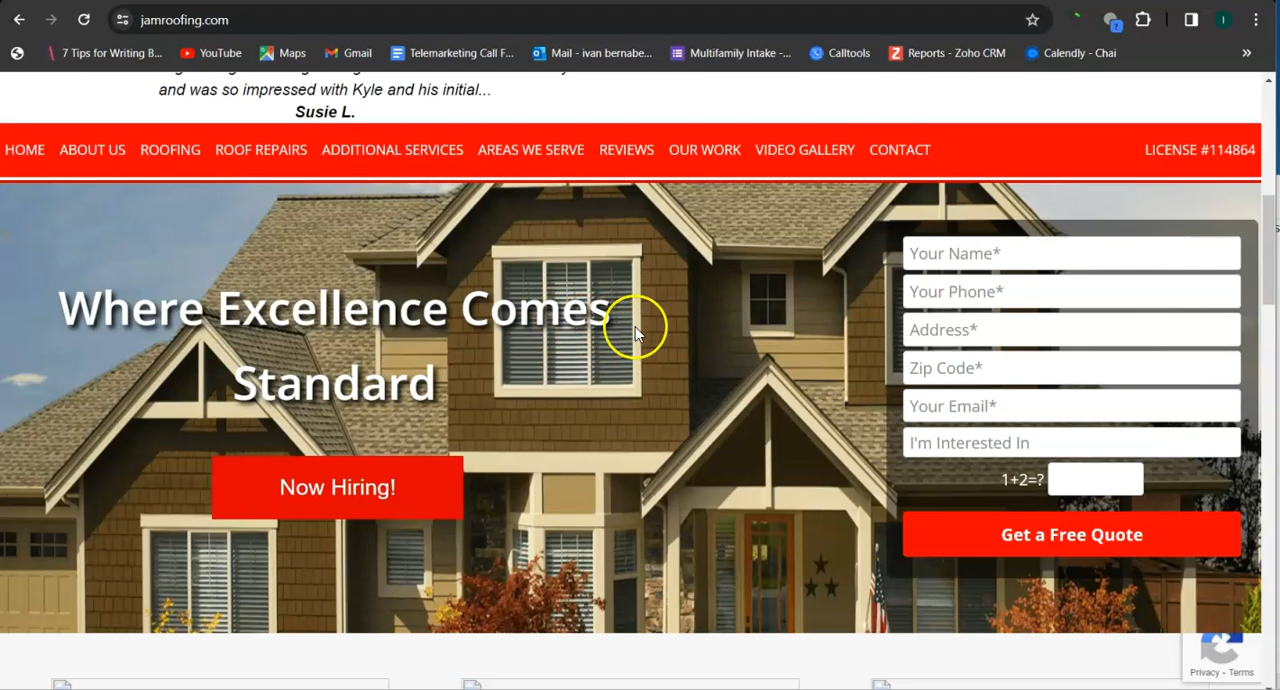 jamroofing.com
7 Tips for Writing B...
YouTube
Maps
Gmail
Telemarketing Call F...
Mail - ivan bernabe...
Multifamily Intake -...
Calltools
Reports - Zoho CRM
Calendly - Chai
»
and was so impressed with Kyle and his initial...
Susie L.
HOME
ABOUT US
ROOFING
ROOF REPAIRS
ADDITIONAL SERVICES
AREAS WE SERVE
REVIEWS
OUR WORK
VIDEO GALLERY
CONTACT
LICENSE #114864
Where Excellence Comes
Standard
Now Hiring!
Your Name*
Your Phone*
Address*
Zip Code*
Your Email*
I'm Interested In
1+2=?
Get a Free Quote
Privacy - Terms